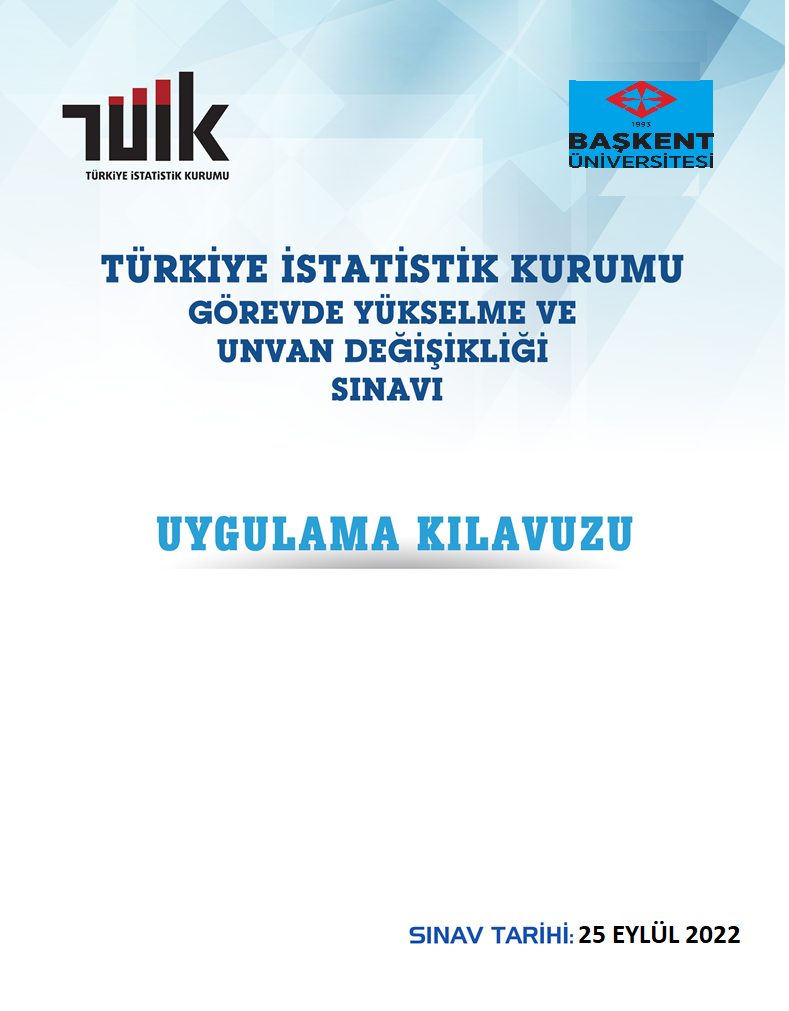 TÜİK
TÜRKİYE İSTATİSTİK KURUMU
1993
BAŞKENT
ÜNİVERSİTESİ
TÜRKİYE İSTATİSTİK KURUMU
GÖREVDE YÜKSELME VE
UNVAN DEĞİŞİKLİĞİ
SINAVI
UYGULAMA KILAVUZU
SINAV TARİHİ: 25 EYLÜL 2022